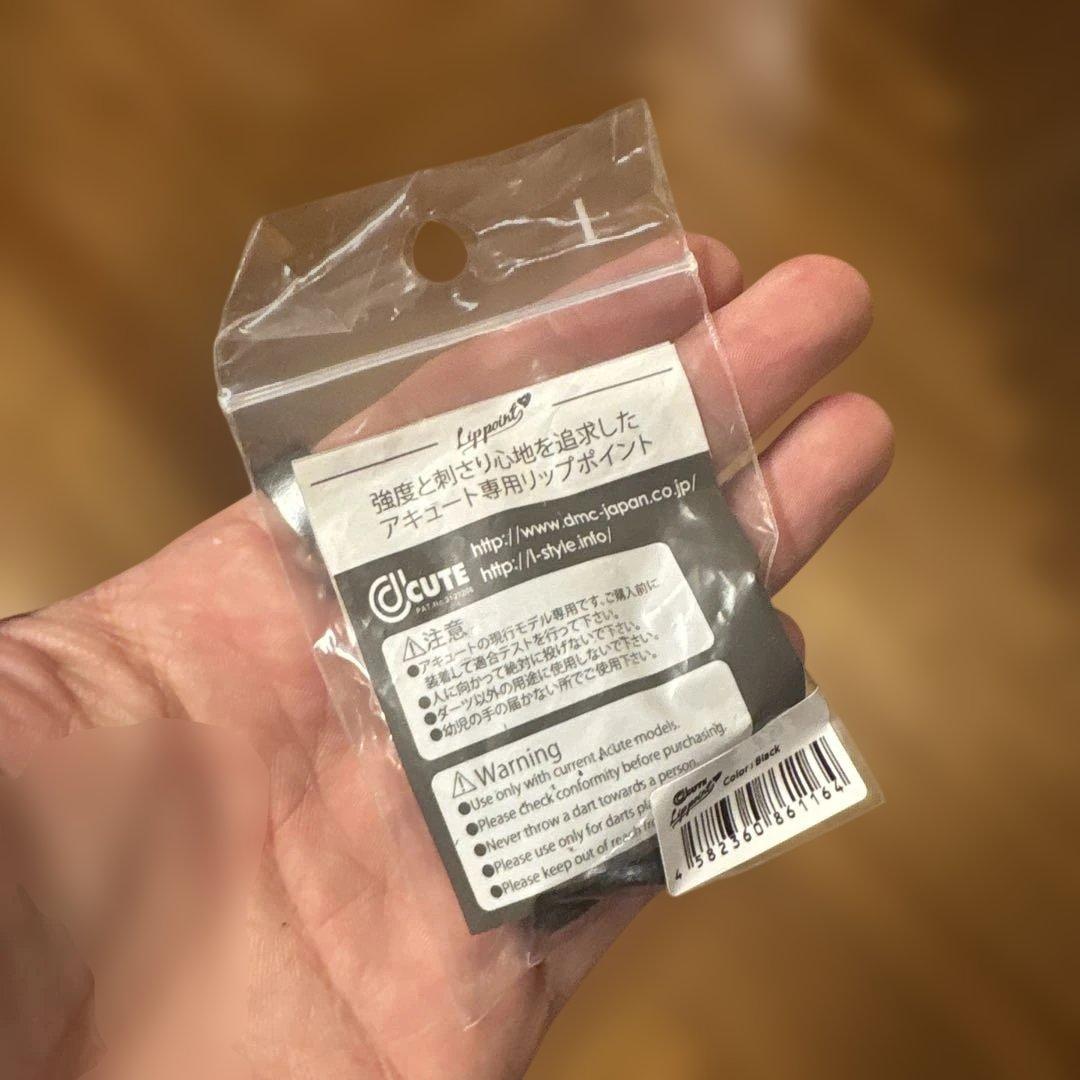 Lippoint
強度と刺さり心地を追求した
アキュート専用リップポイント
http://www.dmc-japan.co.jp/
http://l-style.info/
CUTE
PAT.No.
⚠注意
●アキュートの現行モデル専用です。ご購入前に
装着して適合テストを行って下さい。
●人に向かって絶対に投げないで下さい。
●ダーツ以外の用途に使用しないで下さい。
●幼児の手の届かない所でご使用下さい。
⚠Warning
●Use only with current Acute models.
●Please check conformity before purchasing.
●Never throw a dart towards a person.
●Please use only for darts
●Please keep out of reach
CUTE
Lippoint
Color : Black
4 582360 861164